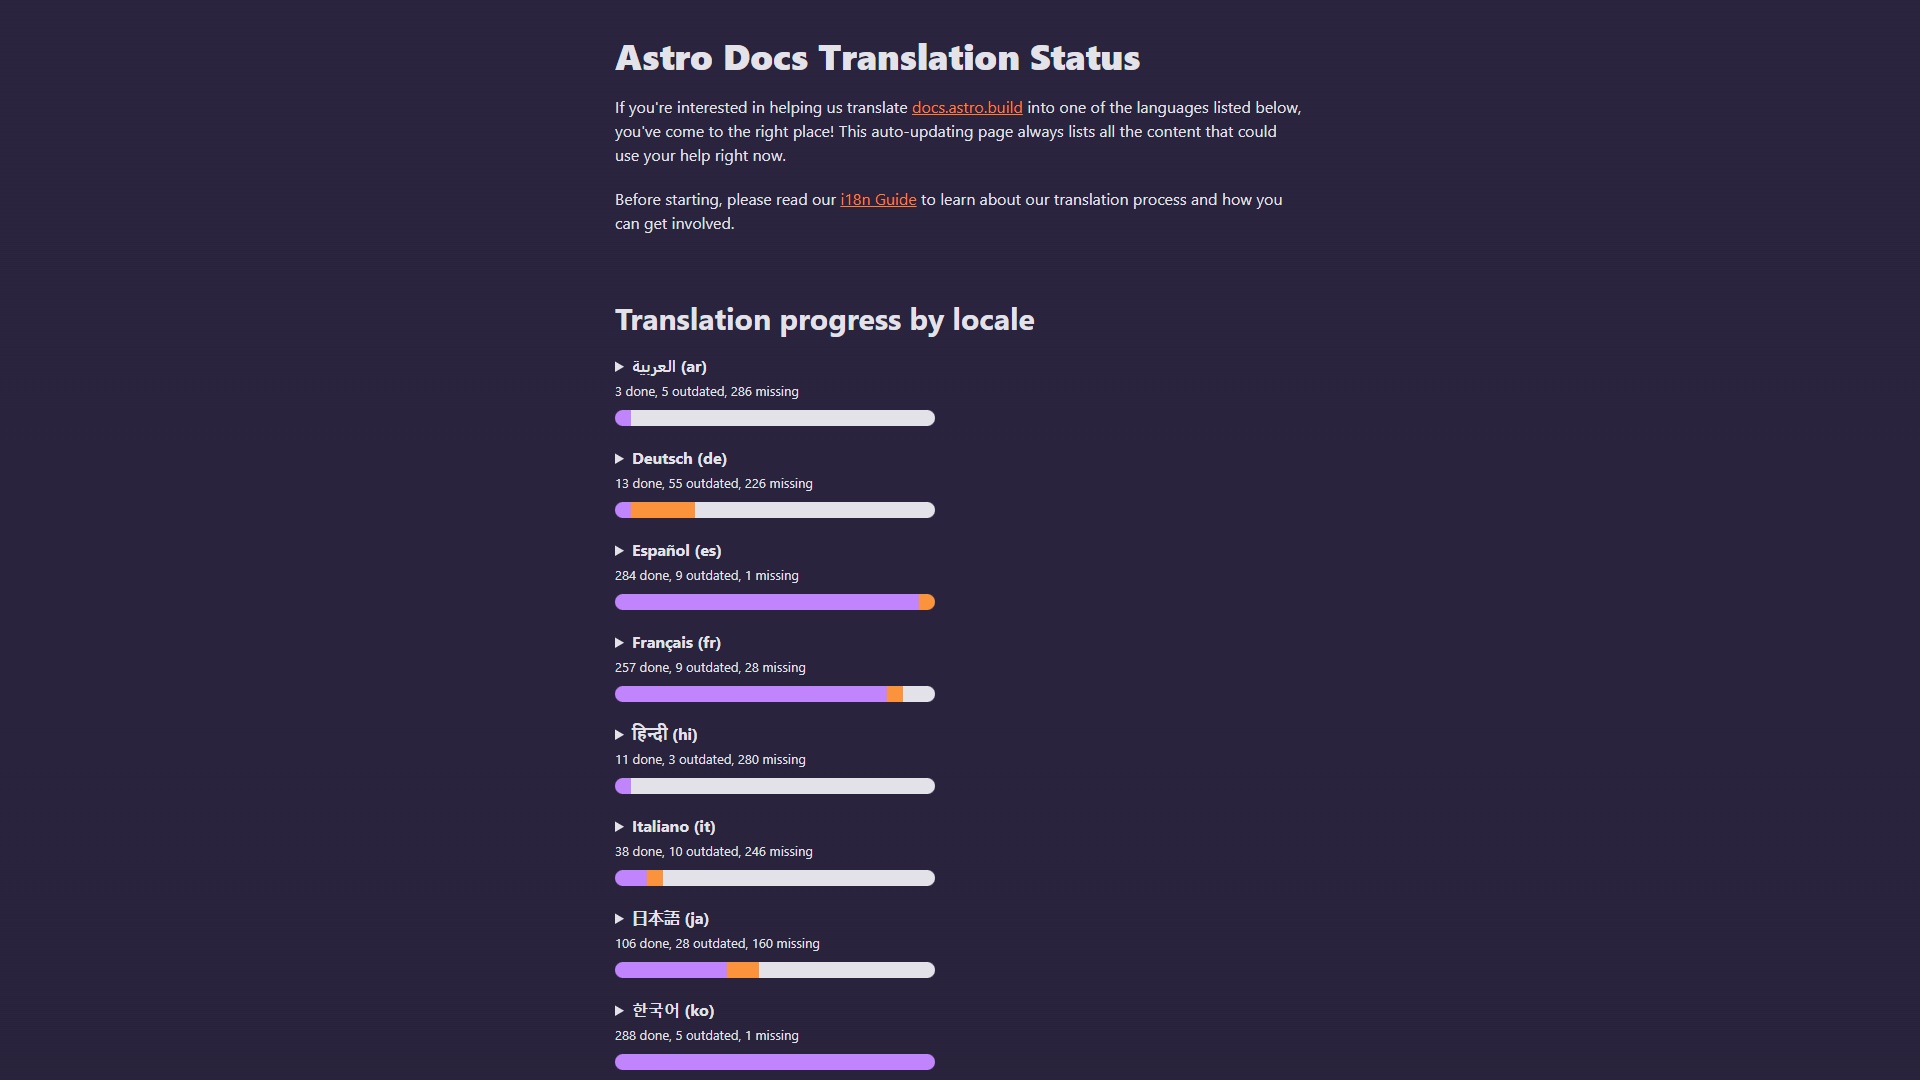 Astro Docs Translation Status
If you're interested in helping us translate docs.astro.build into one of the languages listed below,
you've come to the right place! This auto-updating page always lists all the content that could
use your help right now.
Before starting, please read our i18n Guide to learn about our translation process and how you
can get involved.
Translation progress by locale
العربية (ar)
3 done, 5 outdated, 286 missing
Deutsch (de)
13 done, 55 outdated, 226 missing
Español (es)
284 done, 9 outdated, 1 missing
Français (fr)
257 done, 9 outdated, 28 missing
हिन्दी (hi)
11 done, 3 outdated, 280 missing
Italiano (it)
38 done, 10 outdated, 246 missing
日本語 (ja)
106 done, 28 outdated, 160 missing
한국어 (ko)
288 done, 5 outdated, 1 missing